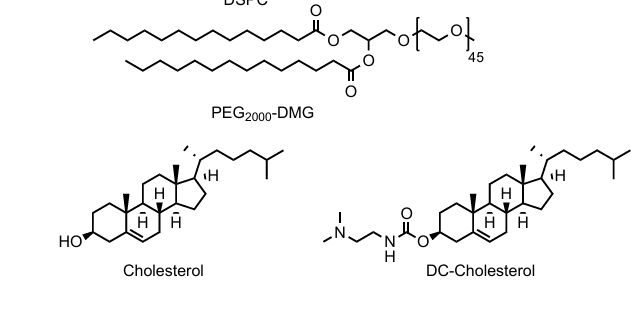 DSPC
O
O
O
O
45
O
O
PEG2000-DMG
H
H
H
H
HO
Cholesterol
H
H
H
H
N
O
N
H
O
DC-Cholesterol